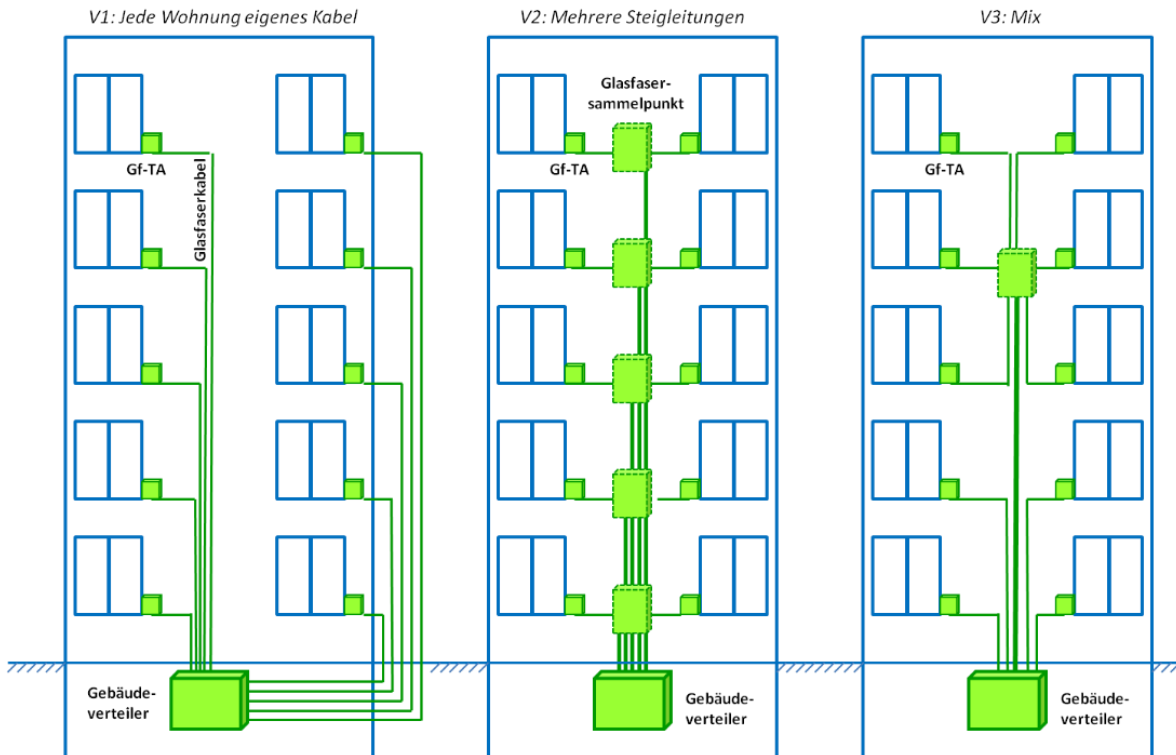 V1: Jede Wohnung eigenes Kabel
V2: Mehrere Steigleitungen
V3: Mix
Glasfaser-
sammelpunkt
Gf-TA
Glasfaserkabel
Gf-TA
Gf-TA
Gebäude-
verteiler
Gebäude-
verteiler
Gebäude-
verteiler